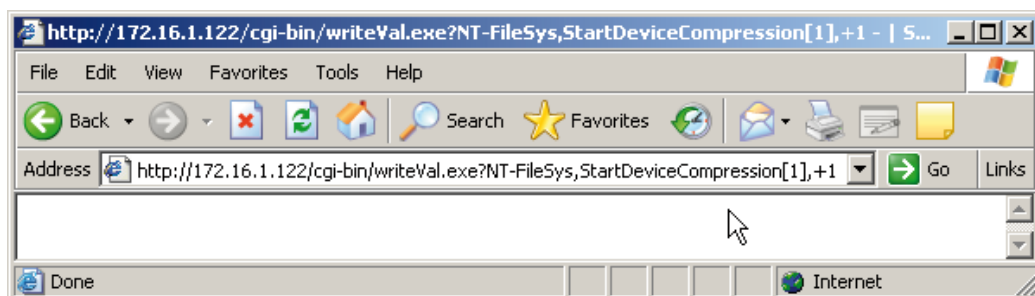 http://172.16.1.122/cgi-bin/writeVal.exe?NT-FileSys,StartDeviceCompression[1],+1 - | S...
File Edit View Favorites Tools Help
Back Search Favorites
Address http://172.16.1.122/cgi-bin/writeVal.exe?NT-FileSys,StartDeviceCompression[1],+1 Go Links
Done Internet